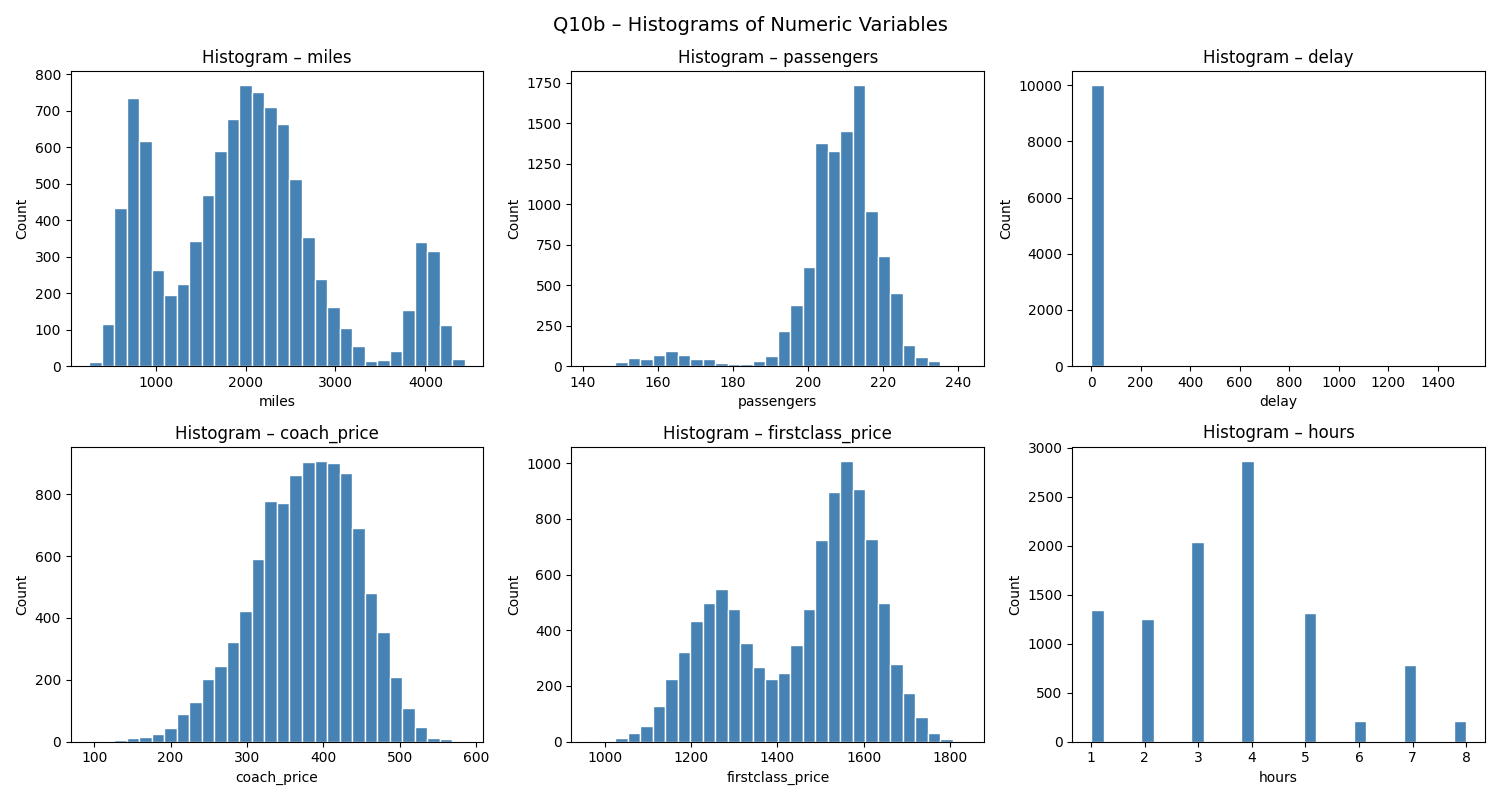 Q10b – Histograms of Numeric Variables
Histogram – miles
Count
0
100
200
300
400
500
600
700
800
1000 2000 3000 4000
miles
Histogram – passengers
Count
0
250
500
750
1000
1250
1500
1750
140 160 180 200 220 240
passengers
Histogram – delay
Count
0
2000
4000
6000
8000
10000
0 200 400 600 800 1000 1200 1400
delay
Histogram – coach_price
Count
0
200
400
600
800
100 200 300 400 500 600
coach_price
Histogram – firstclass_price
Count
0
200
400
600
800
1000
1000 1200 1400 1600 1800
firstclass_price
Histogram – hours
Count
0
500
1000
1500
2000
2500
3000
1 2 3 4 5 6 7 8
hours